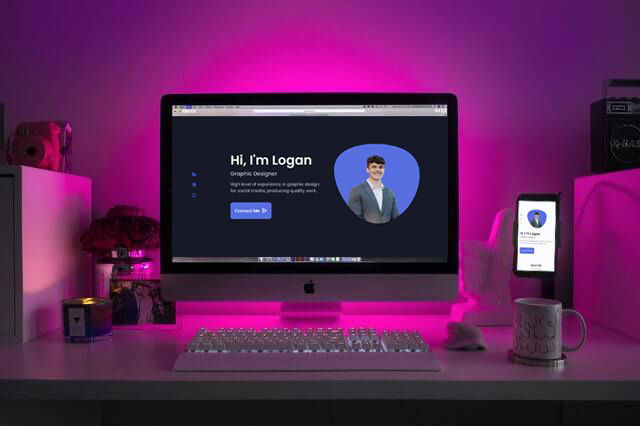 Hi, I'm Logan
Graphic Designer
High level of experience in graphic design
for social media, producing quality work.
Contact Me
X-BASS
Hi, I'm Logan